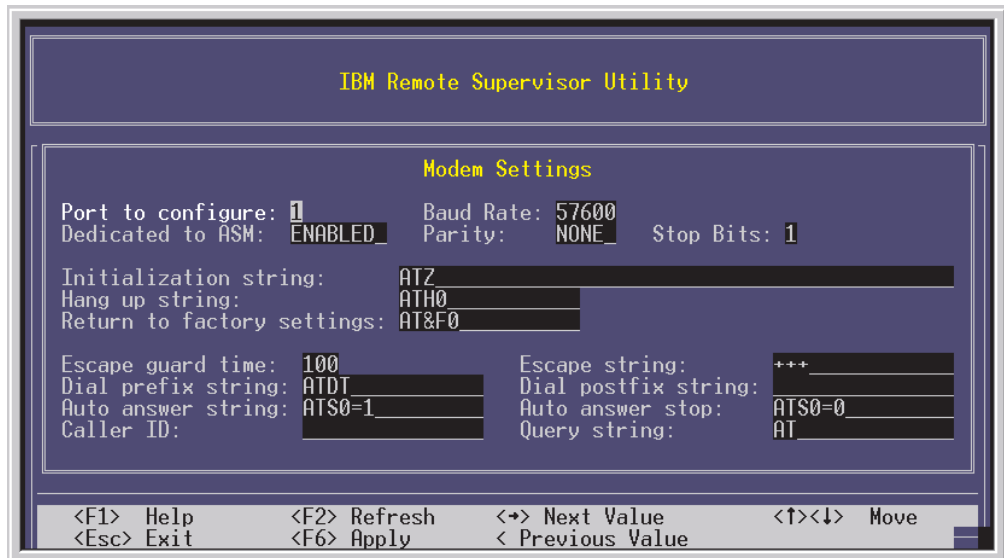 IBM Remote Supervisor Utility
Modem Settings
Port to configure: 1 Baud Rate: 57600
Dedicated to ASM: ENABLED_ Parity: NONE_ Stop Bits: 1
Initialization string: ATZ
Hang up string: ATH0
Return to factory settings: AT&F0
Escape guard time: 100 Escape string: +++
Dial prefix string: ATDT Dial postfix string:
Auto answer string: ATS0=1 Auto answer stop: ATS0=0
Caller ID: Query string: AT
<F1> Help <F2> Refresh <→> Next Value <↑><↓> Move
<Esc> Exit <F6> Apply < Previous Value